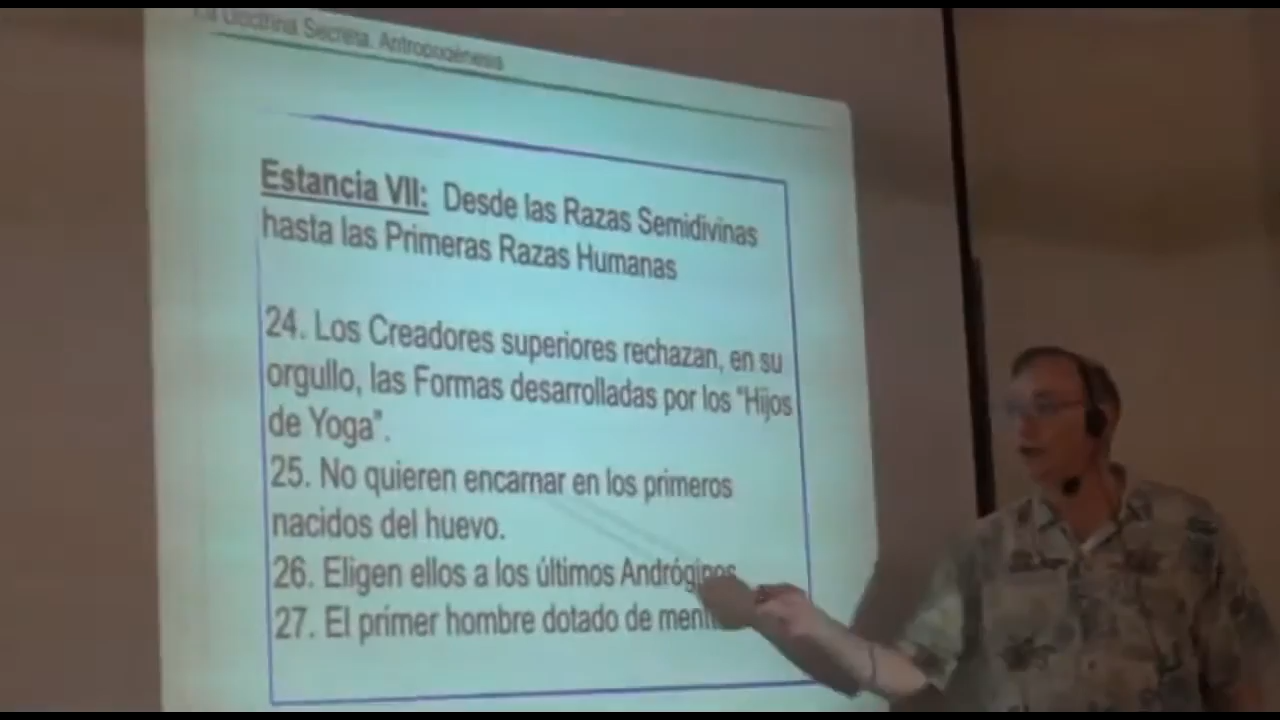 La Doctrina Secreta. Antropogénesis
Estancia VII: Desde las Razas Semidivinas
hasta las Primeras Razas Humanas
24. Los Creadores superiores rechazan, en su
orgullo, las Formas desarrolladas por los "Hijos
de Yoga".
25. No quieren encarnar en los primeros
nacidos del huevo.
26. Eligen ellos a los últimos Andróginos.
27. El primer hombre dotado de